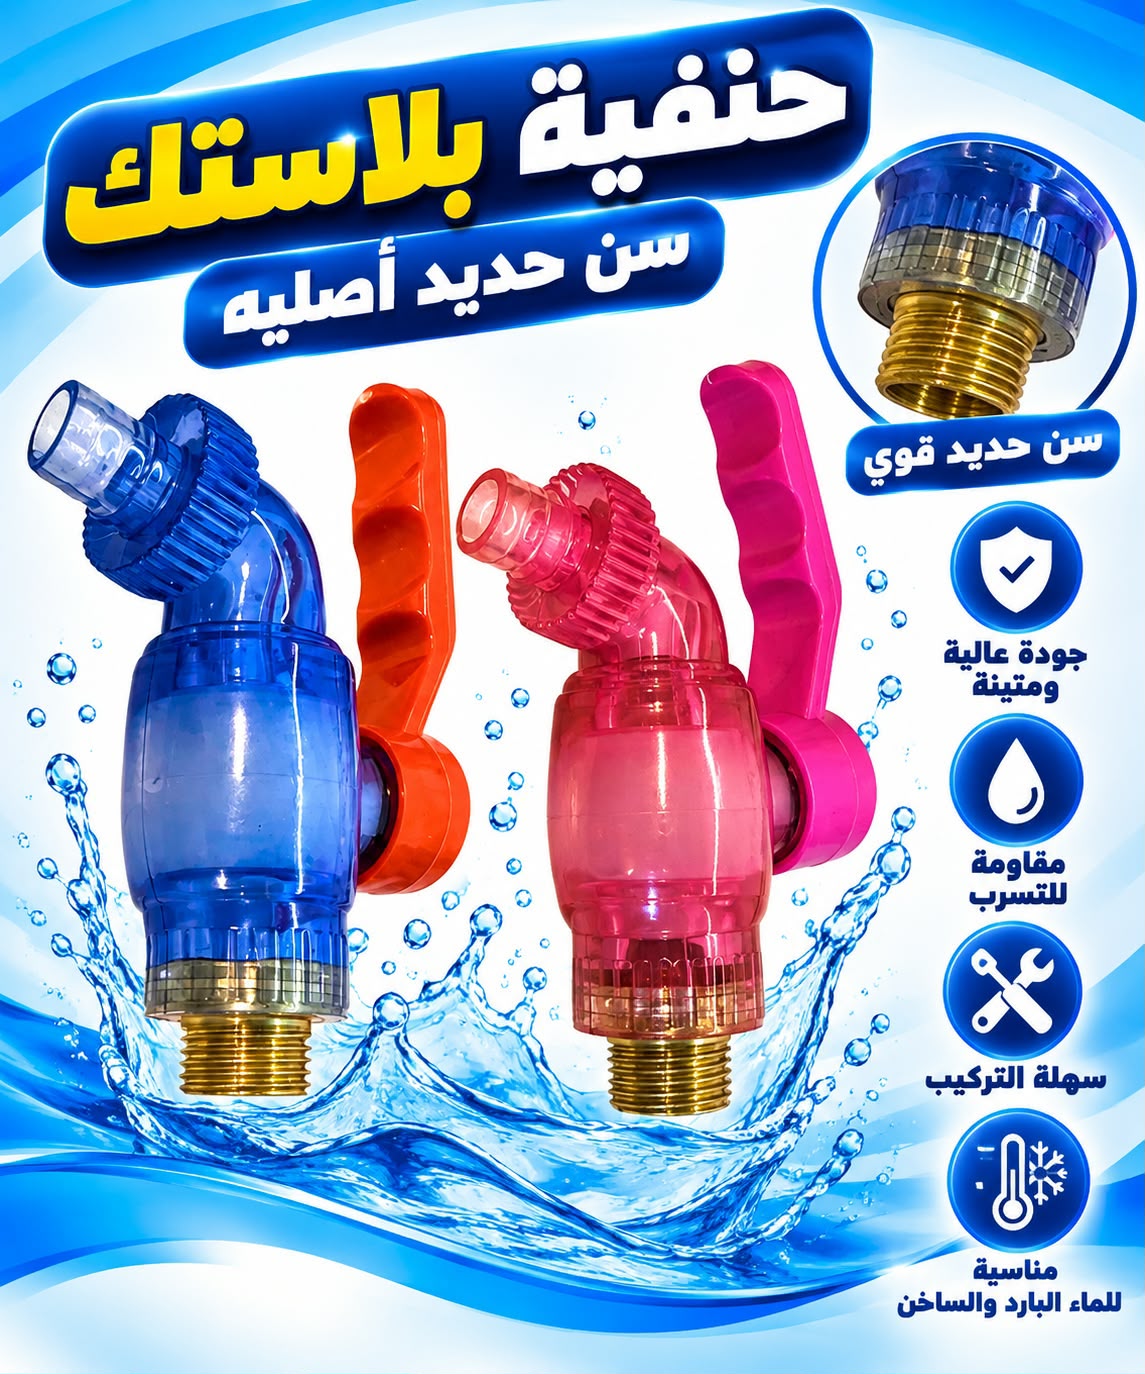 حنفية بلاستك
سن حديد أصليه
سن حديد قوي
جودة عالية
ومتينة
مقاومة
للتسرب
سهلة التركيب
مناسية
للماء البارد والساخن